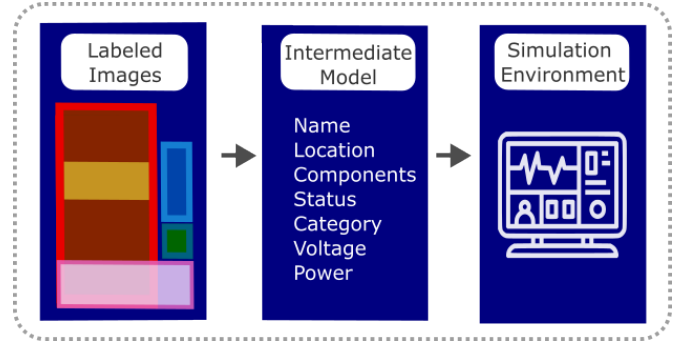 Labeled
Images
Intermediate
Model
Name
Location
Components
Status
Category
Voltage
Power
Simulation
Environment